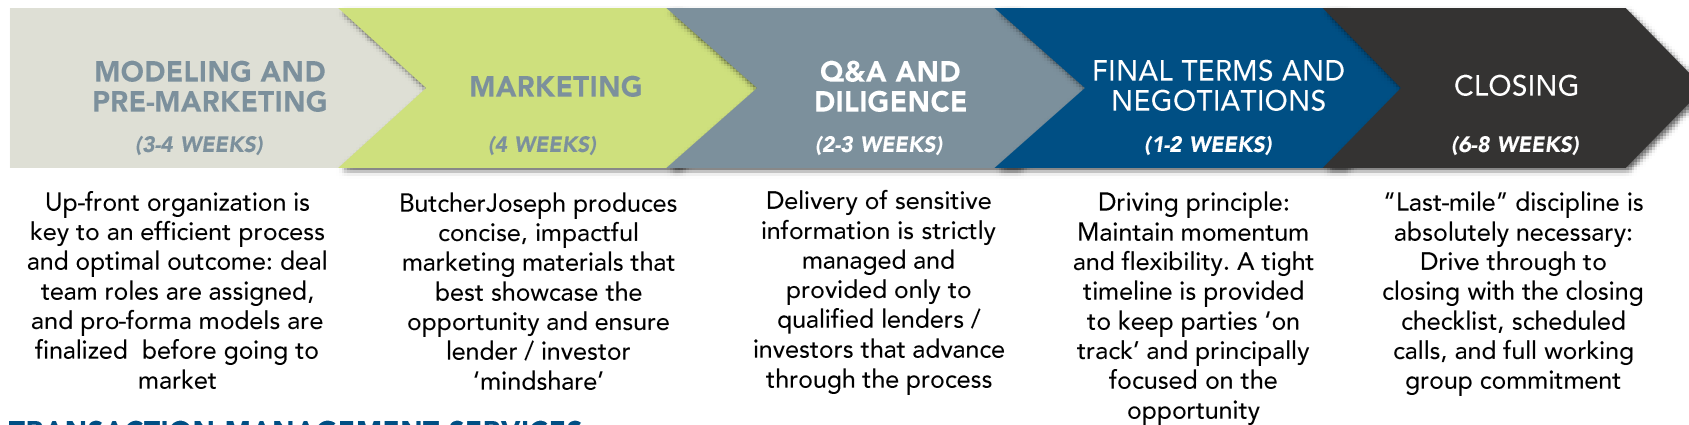 MODELING AND
PRE-MARKETING
(3-4 WEEKS)
MARKETING
(4 WEEKS)
Q&A AND
DILIGENCE
(2-3 WEEKS)
FINAL TERMS AND
NEGOTIATIONS
(1-2 WEEKS)
CLOSING
(6-8 WEEKS)
Up-front organization is
key to an efficient process
and optimal outcome: deal
team roles are assigned,
and pro-forma models are
finalized before going to
market
ButcherJoseph produces
concise, impactful
marketing materials that
best showcase the
opportunity and ensure
lender / investor
‘mindshare’
Delivery of sensitive
information is strictly
managed and
provided only to
qualified lenders /
investors that advance
through the process
Driving principle:
Maintain momentum
and flexibility. A tight
timeline is provided
to keep parties ‘on
track’ and principally
focused on the
opportunity
“Last-mile” discipline is
absolutely necessary:
Drive through to
closing with the closing
checklist, scheduled
calls, and full working
group commitment
TRANSACTION MANAGEMENT SERVICES